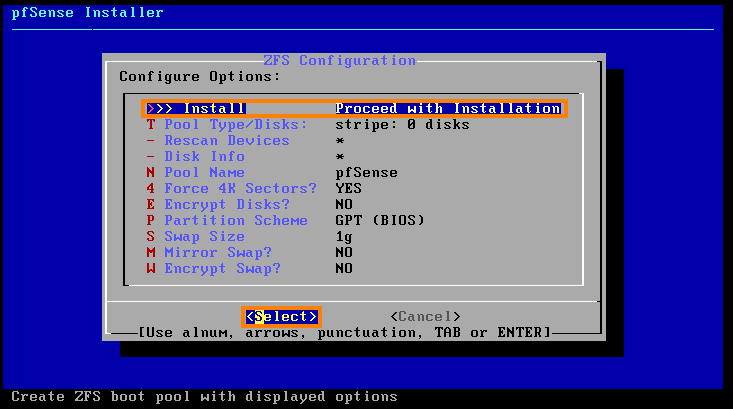 pfSense Installer
ZFS Configuration
Configure Options:
>>> Install Proceed with Installation
T Pool Type/Disks: stripe: 0 disks
- Rescan Devices *
- Disk Info *
N Pool Name pfSense
4 Force 4K Sectors? YES
E Encrypt Disks? NO
P Partition Scheme GPT (BIOS)
S Swap Size 1g
M Mirror Swap? NO
W Encrypt Swap? NO
<Select> <Cancel>
[Use alnum, arrows, punctuation, TAB or ENTER]
Create ZFS boot pool with displayed options